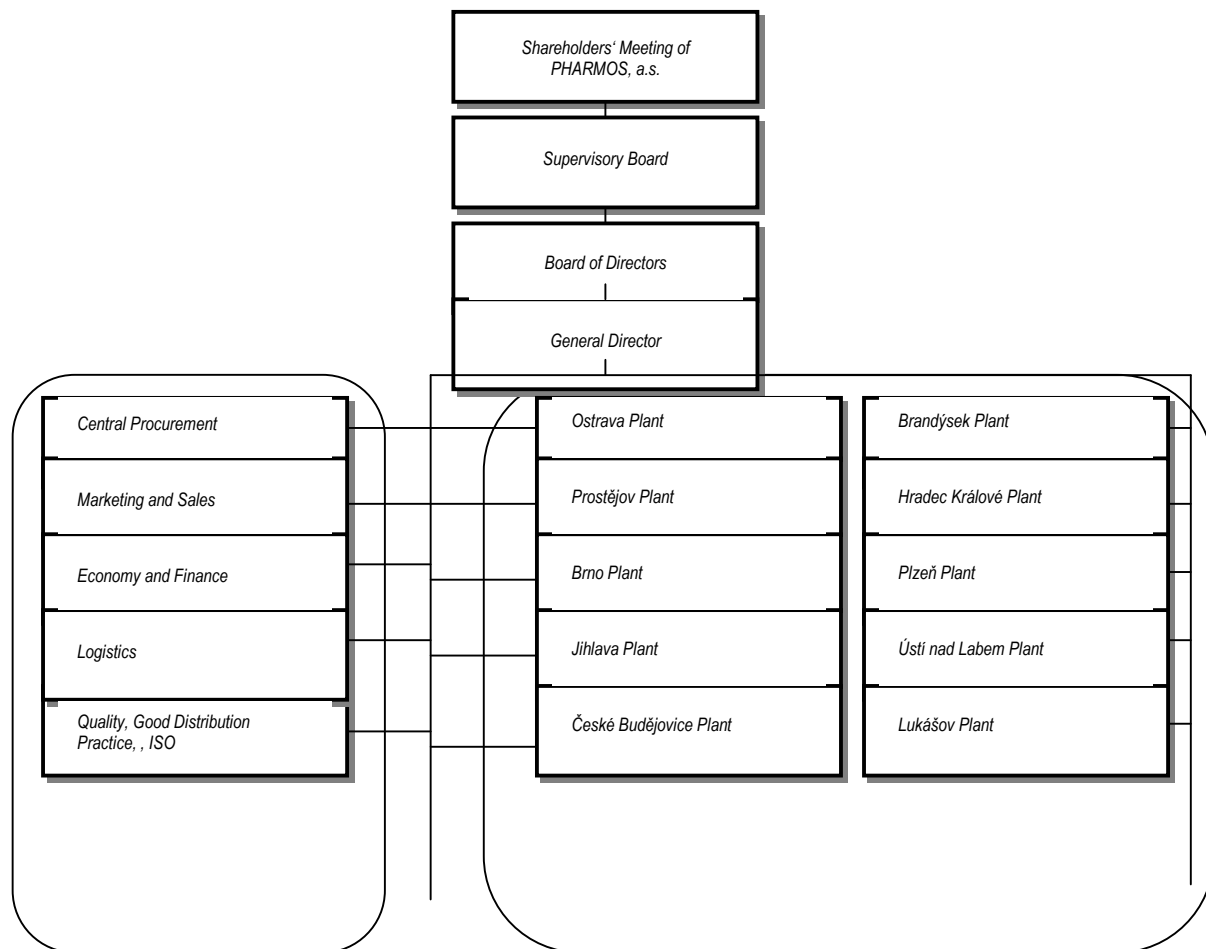 Shareholders‘ Meeting of
PHARMOS, a.s.
Supervisory Board
Board of Directors
General Director
Central Procurement
Marketing and Sales
Economy and Finance
Logistics
Quality, Good Distribution
Practice, , ISO
Ostrava Plant
Prostějov Plant
Brno Plant
Jihlava Plant
České Budějovice Plant
Brandýsek Plant
Hradec Králové Plant
Plzeň Plant
Ústí nad Labem Plant
Lukášov Plant